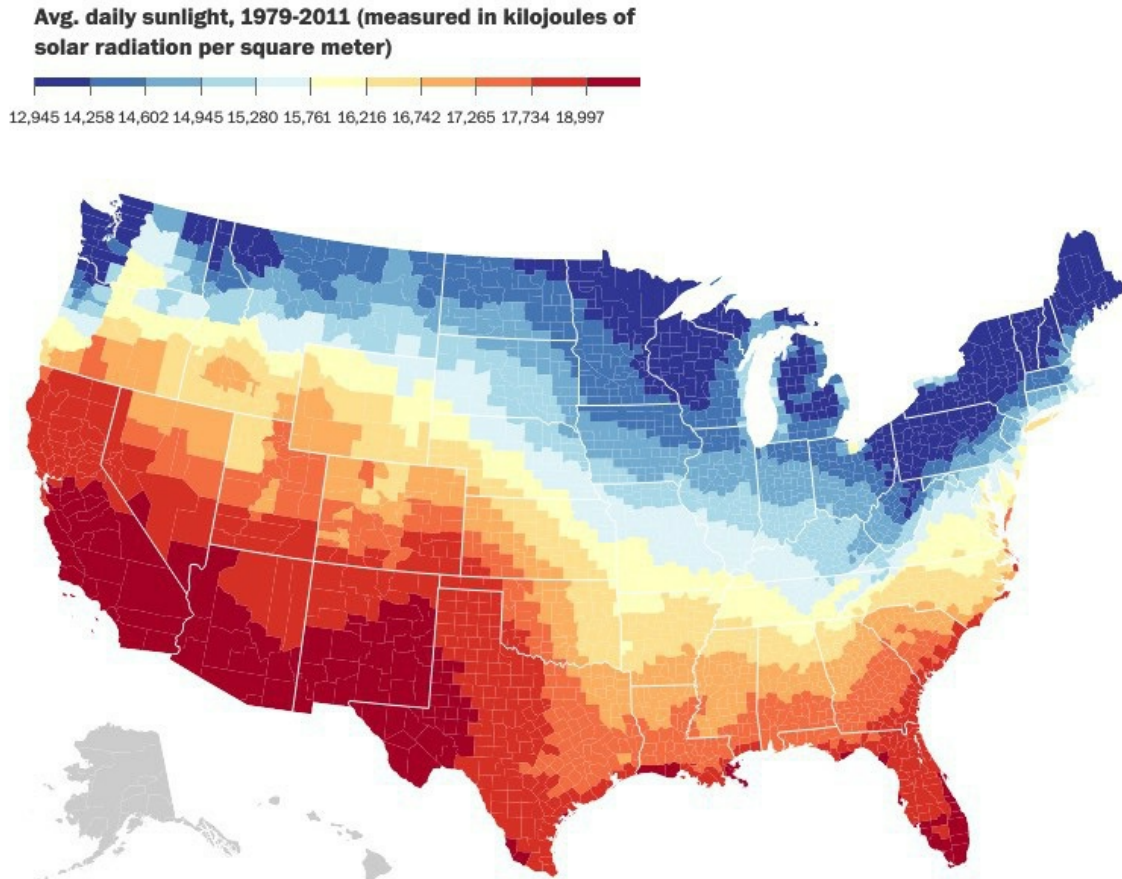 Avg. daily sunlight, 1979-2011 (measured in kilojoules of
solar radiation per square meter)
12,945 14,258 14,602 14,945 15,280 15,761 16,216 16,742 17,265 17,734 18,997